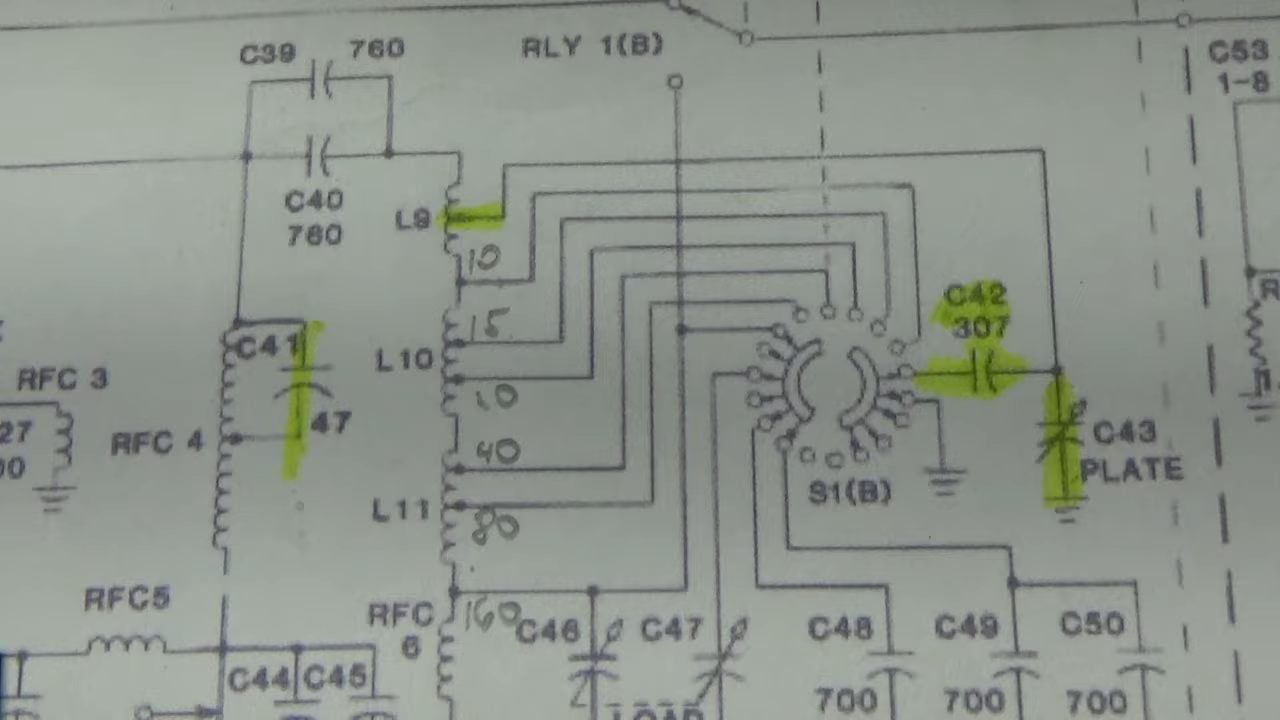 C39 760
RLY 1(B)
C53
1-8
C40
760
L9
10
C42
307
15
C41
L10
RFC 3
10
47
27
RFC 4
40
C43
PLATE
S1(B)
L11
80
RFC5
RFC
6
160
C46
C47
C48
C49
C50
C44
C45
700
700
700
LOAD